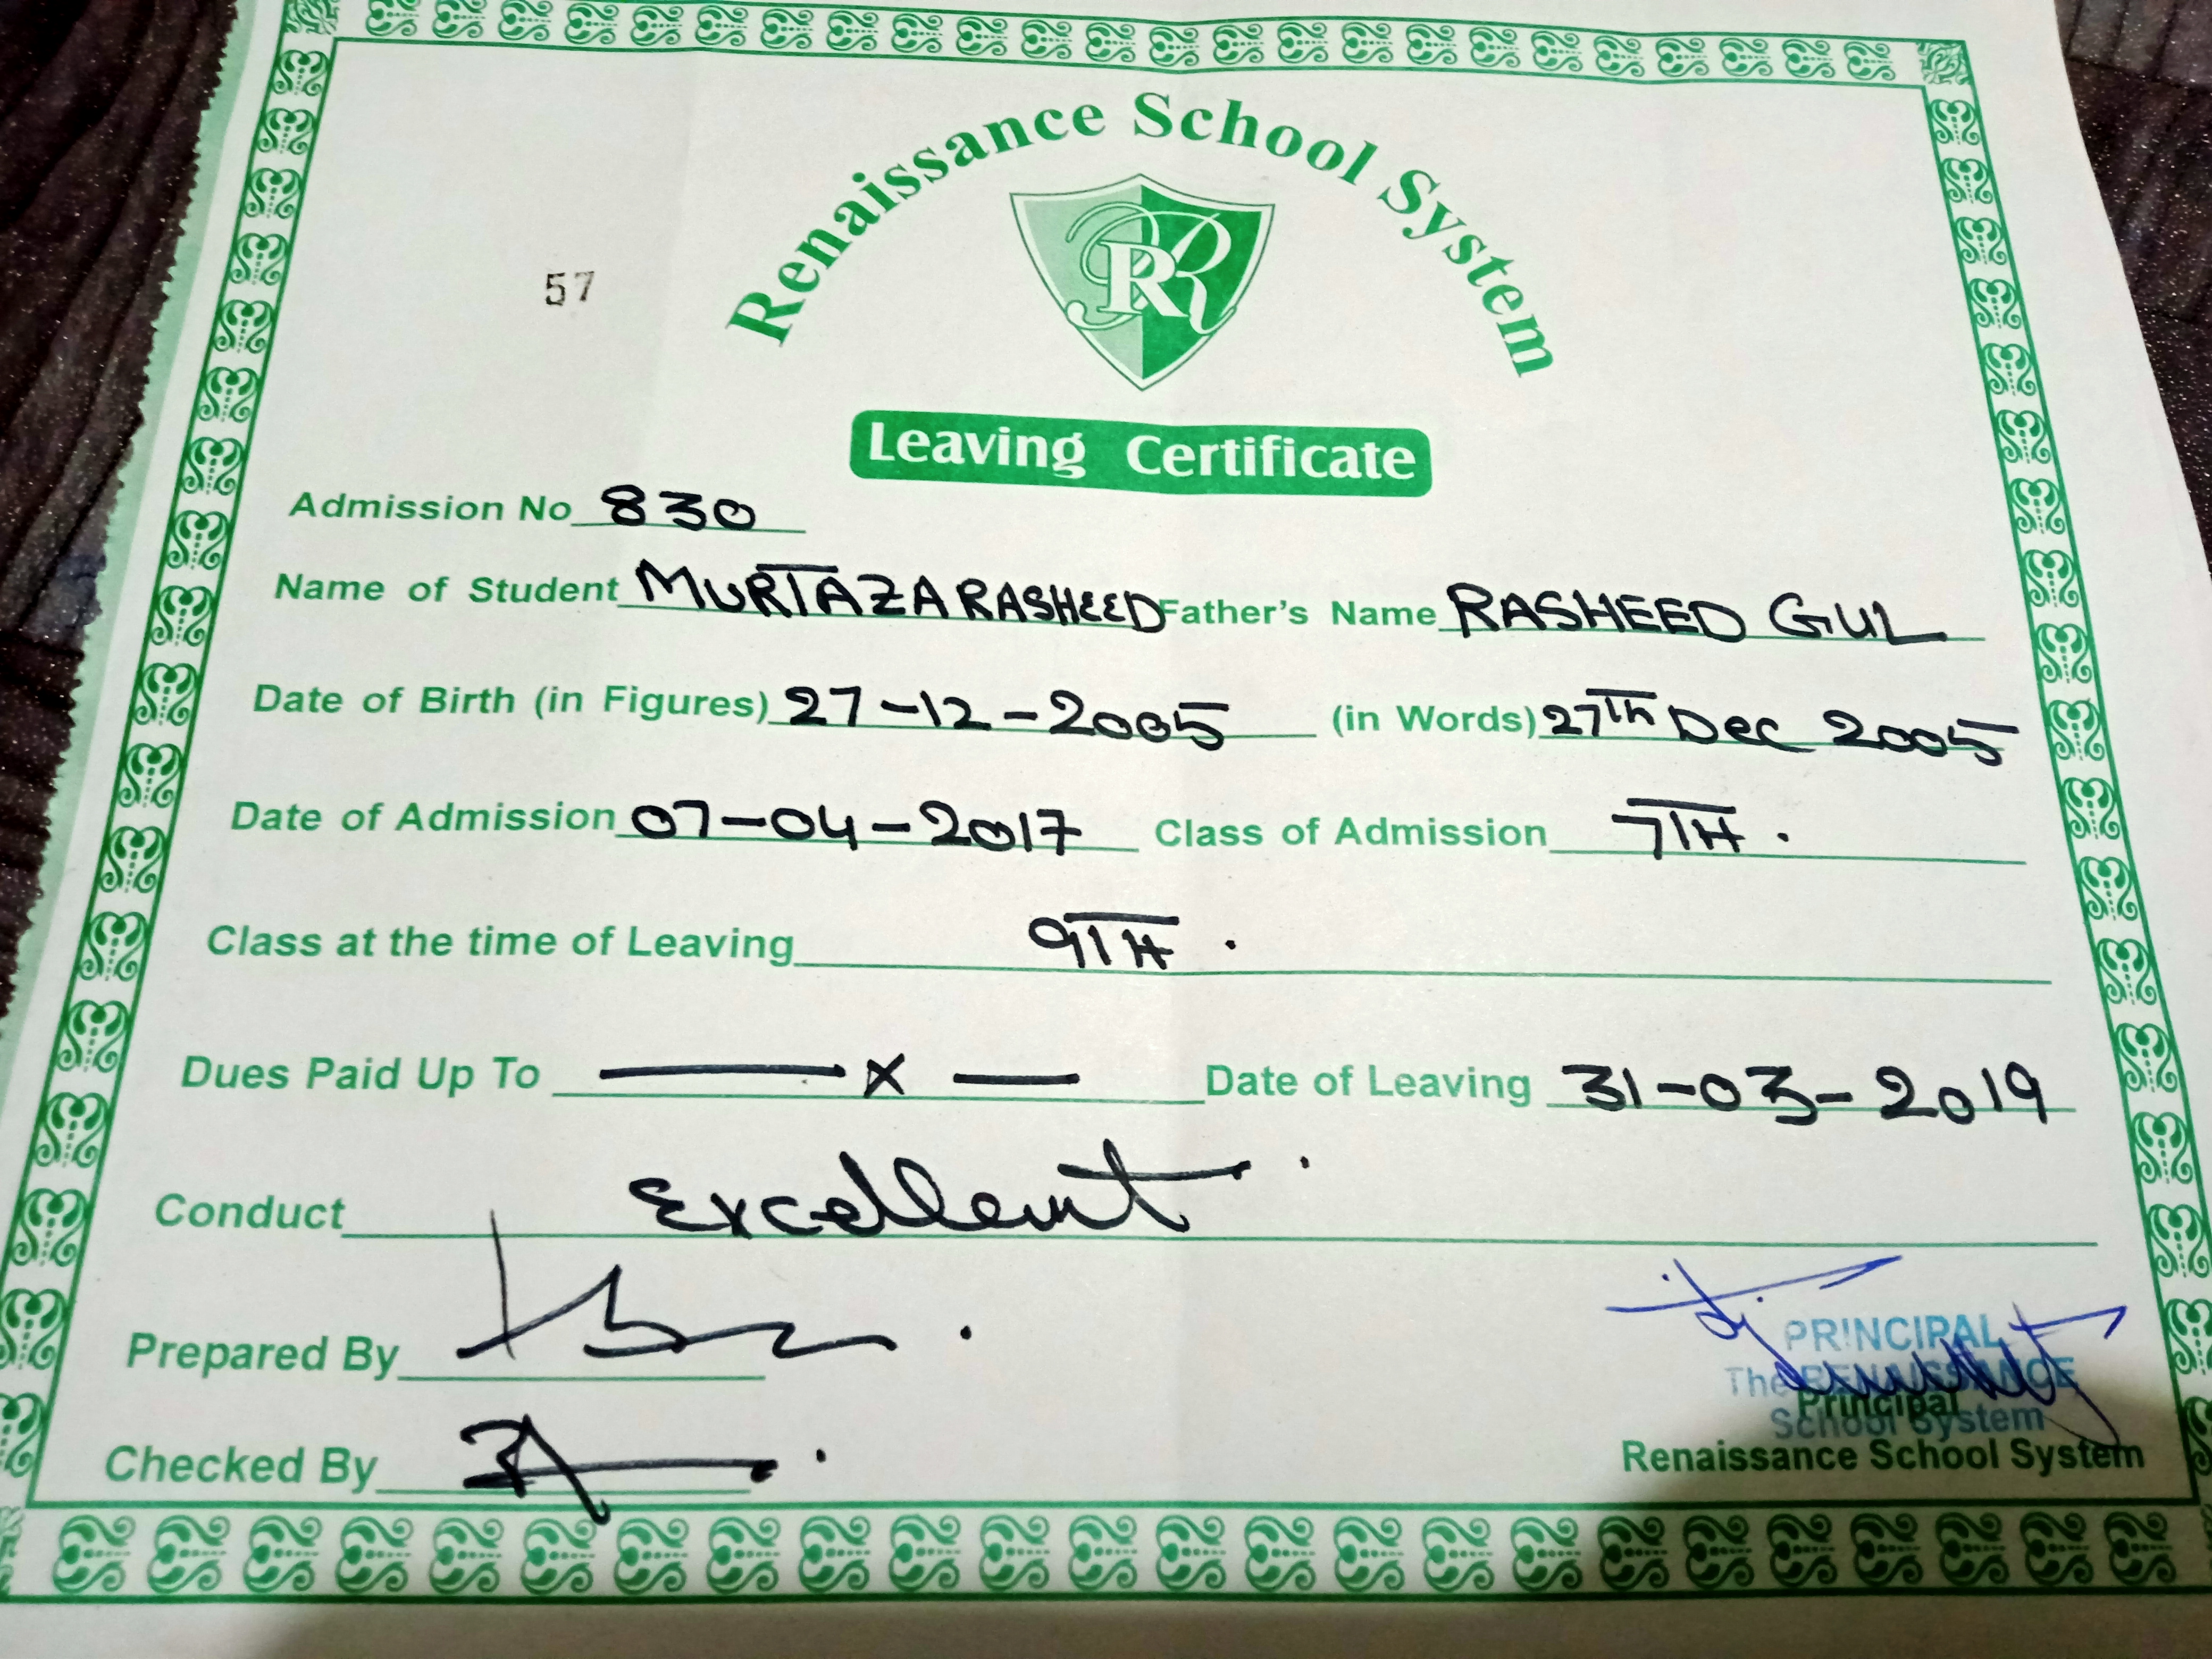 Renaissance School System
RR
57
Leaving Certificate
Admission No 830
Name of Student MURTAZA RASHEED Father's Name RASHEED GUL
Date of Birth (in Figures) 27-12-2005 (in Words) 27Th Dec 2005
Date of Admission 07-04-2017 Class of Admission 7TH.
Class at the time of Leaving 9TH.
Dues Paid Up To — x — Date of Leaving 31-03-2019
Conduct Excellent.
Prepared By
Checked By
PRINCIPAL
The RENAISSANCE
School System
Principal
Renaissance School System